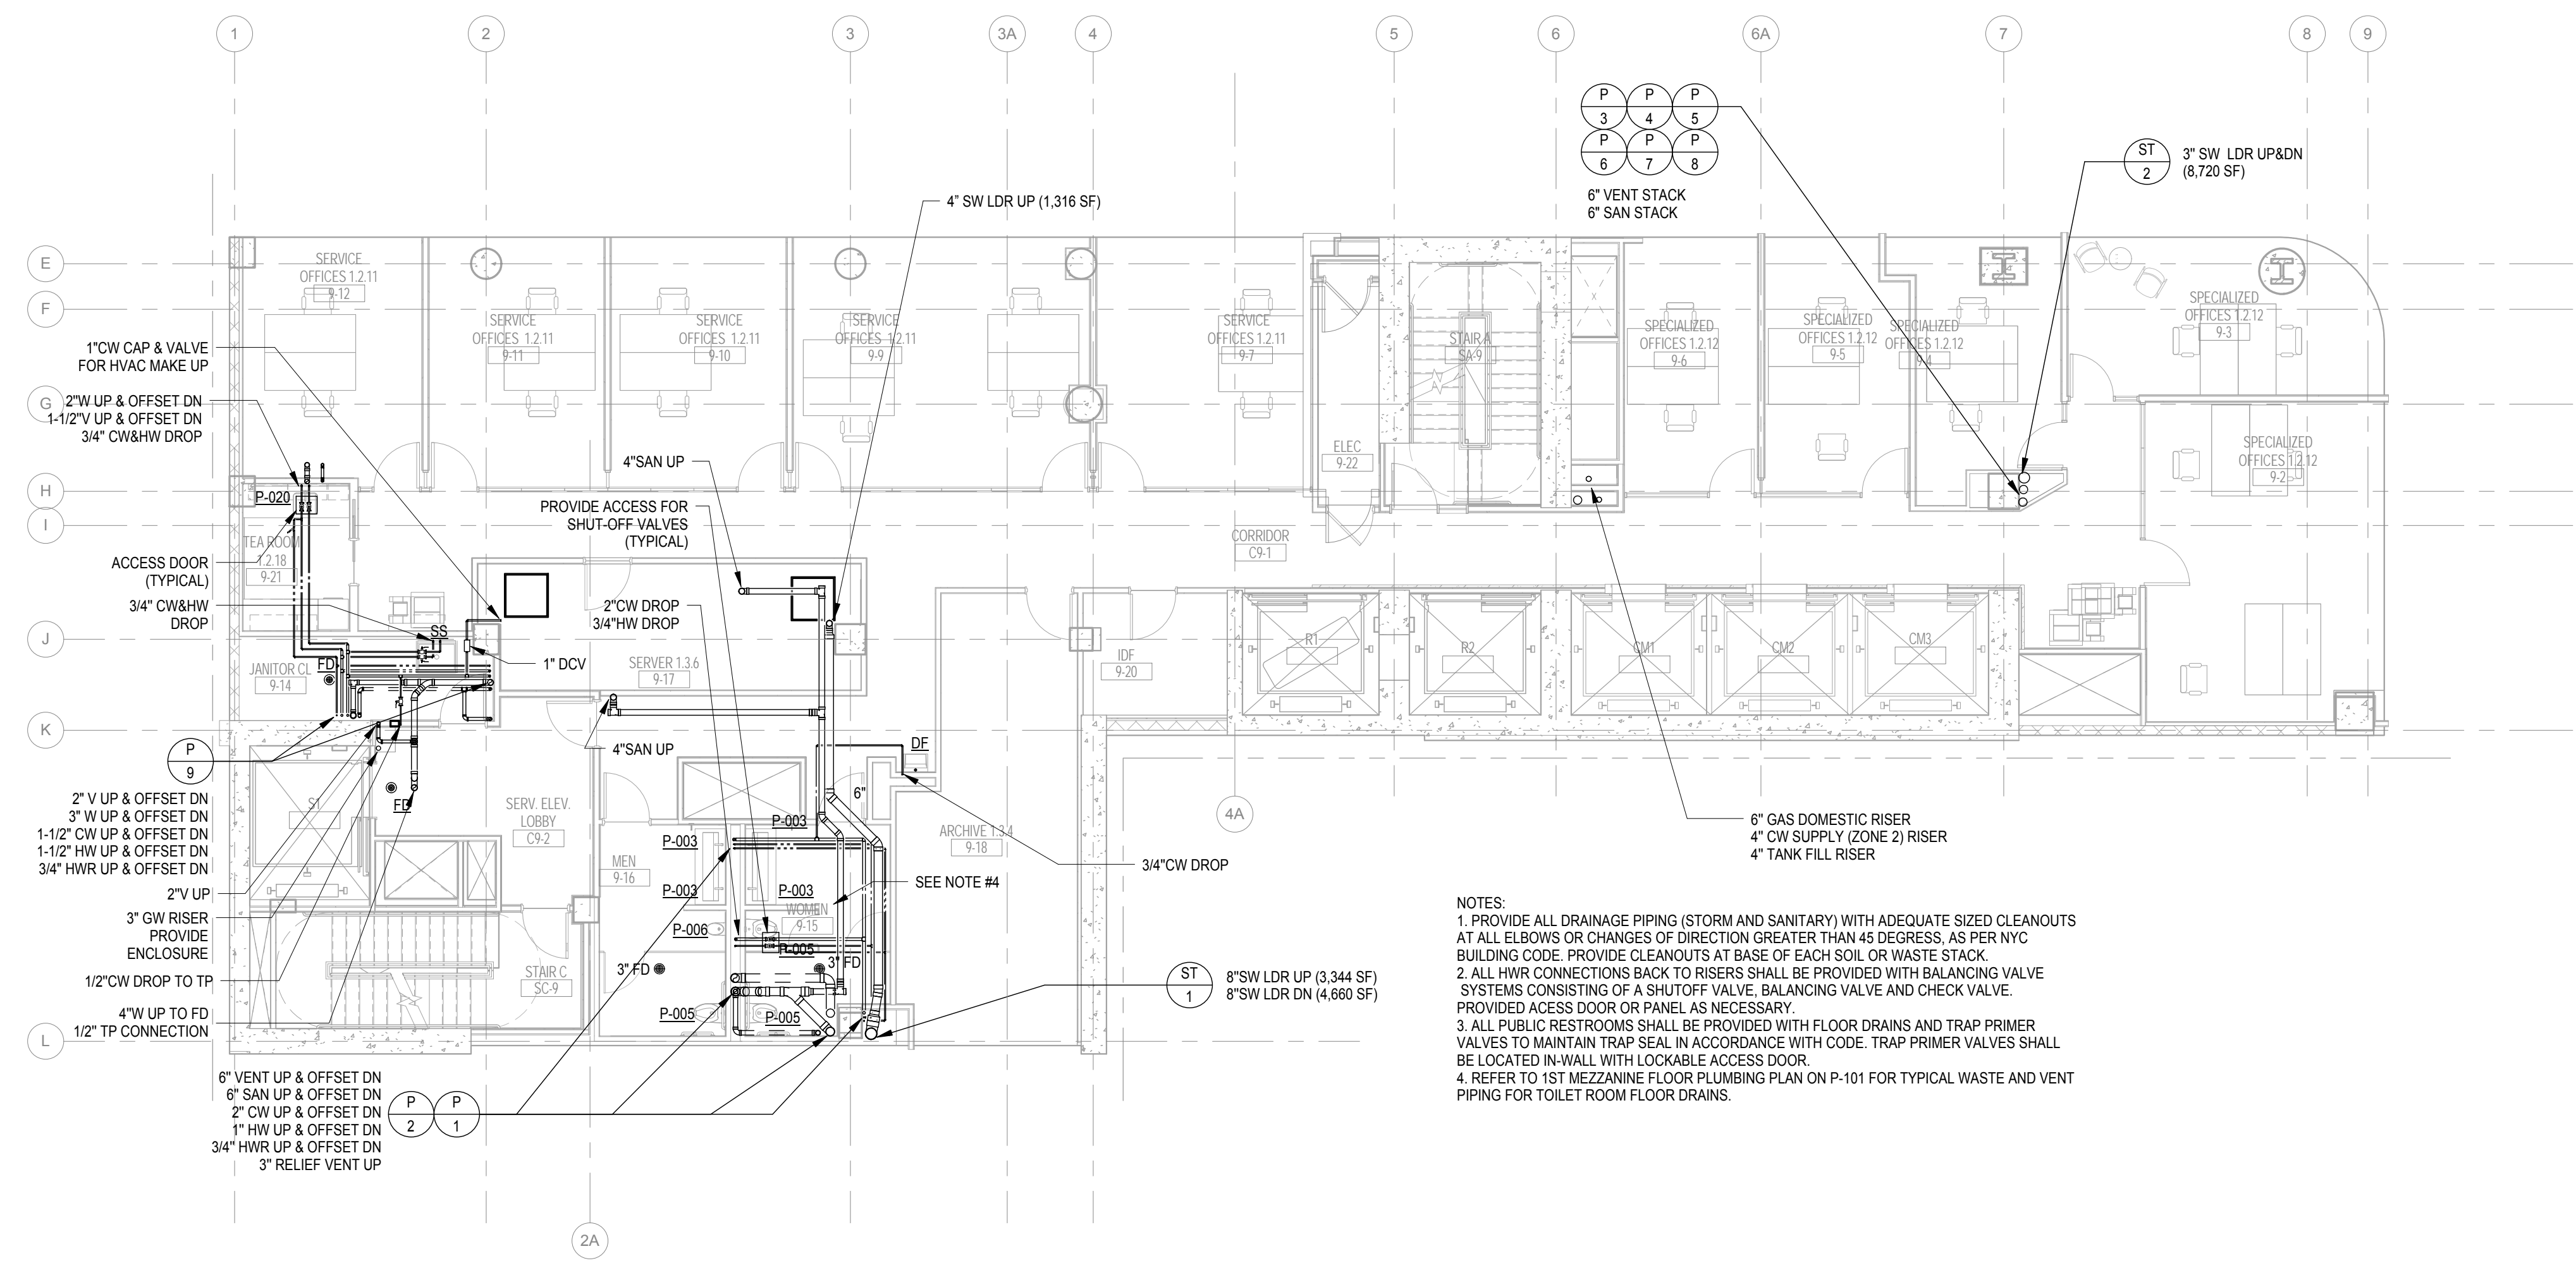 1
2
3
3A
4
5
6
6A
7
8
9
P
3
P
4
P
5
P
6
P
7
P
8
6" VENT STACK
6" SAN STACK
ST
2
3" SW LDR UP&DN
(8,720 SF)
4" SW LDR UP (1,316 SF)
E
F
G
H
I
J
K
L
SERVICE
OFFICES 1.2.11
9-12
SERVICE
OFFICES 1.2.11
9-11
SERVICE
OFFICES 1.2.11
9-10
SERVICE
OFFICES 1.2.11
9-9
SERVICE
OFFICES 1.2.11
9-7
STAIR A
SA-9
SPECIALIZED
OFFICES 1.2.12
9-6
SPECIALIZED
OFFICES 1.2.12
9-5
SPECIALIZED
OFFICES 1.2.12
9-4
SPECIALIZED
OFFICES 1.2.12
9-3
SPECIALIZED
OFFICES 1.2.12
9-2
ELEC
9-22
CORRIDOR
C9-1
1"CW CAP & VALVE
FOR HVAC MAKE UP
2"W UP & OFFSET DN
1-1/2"V UP & OFFSET DN
3/4" CW&HW DROP
P-020
TEA ROOM
1.2.18
9-21
ACCESS DOOR
(TYPICAL)
3/4" CW&HW
DROP
4"SAN UP
PROVIDE ACCESS FOR
SHUT-OFF VALVES
(TYPICAL)
2"CW DROP
3/4"HW DROP
SS
FD
1" DCV
JANITOR CL
9-14
SERVER 1.3.6
9-17
IDF
9-20
R1
R2
CM1
CM2
CM3
4"SAN UP
DF
6"
P
9
2" V UP & OFFSET DN
3" W UP & OFFSET DN
1-1/2" CW UP & OFFSET DN
1-1/2" HW UP & OFFSET DN
3/4" HWR UP & OFFSET DN
2"V UP
3" GW RISER
PROVIDE
ENCLOSURE
1/2"CW DROP TO TP
4"W UP TO FD
1/2" TP CONNECTION
S1
FD
SERV. ELEV.
LOBBY
C9-2
MEN
9-16
P-003
P-003
P-003
P-003
WOMEN
9-15
P-006
P-005
3" FD
3" FD
P-005
P-005
STAIR C
SC-9
ARCHIVE 1.3.4
9-18
SEE NOTE #4
3/4"CW DROP
4A
6" GAS DOMESTIC RISER
4" CW SUPPLY (ZONE 2) RISER
4" TANK FILL RISER
ST
1
8"SW LDR UP (3,344 SF)
8"SW LDR DN (4,660 SF)
6" VENT UP & OFFSET DN
6" SAN UP & OFFSET DN
2" CW UP & OFFSET DN
1" HW UP & OFFSET DN
3/4" HWR UP & OFFSET DN
3" RELIEF VENT UP
P
2
P
1
2A
NOTES:
1. PROVIDE ALL DRAINAGE PIPING (STORM AND SANITARY) WITH ADEQUATE SIZED CLEANOUTS
AT ALL ELBOWS OR CHANGES OF DIRECTION GREATER THAN 45 DEGRESS, AS PER NYC
BUILDING CODE. PROVIDE CLEANOUTS AT BASE OF EACH SOIL OR WASTE STACK.
2. ALL HWR CONNECTIONS BACK TO RISERS SHALL BE PROVIDED WITH BALANCING VALVE
SYSTEMS CONSISTING OF A SHUTOFF VALVE, BALANCING VALVE AND CHECK VALVE.
PROVIDED ACESS DOOR OR PANEL AS NECESSARY.
3. ALL PUBLIC RESTROOMS SHALL BE PROVIDED WITH FLOOR DRAINS AND TRAP PRIMER
VALVES TO MAINTAIN TRAP SEAL IN ACCORDANCE WITH CODE. TRAP PRIMER VALVES SHALL
BE LOCATED IN-WALL WITH LOCKABLE ACCESS DOOR.
4. REFER TO 1ST MEZZANINE FLOOR PLUMBING PLAN ON P-101 FOR TYPICAL WASTE AND VENT
PIPING FOR TOILET ROOM FLOOR DRAINS.